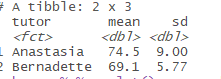 # A tibble: 2 x 3
tutor mean sd
<fct> <dbl> <dbl>
1 Anastasia 74.5 9.00
2 Bernadette 69.1 5.77